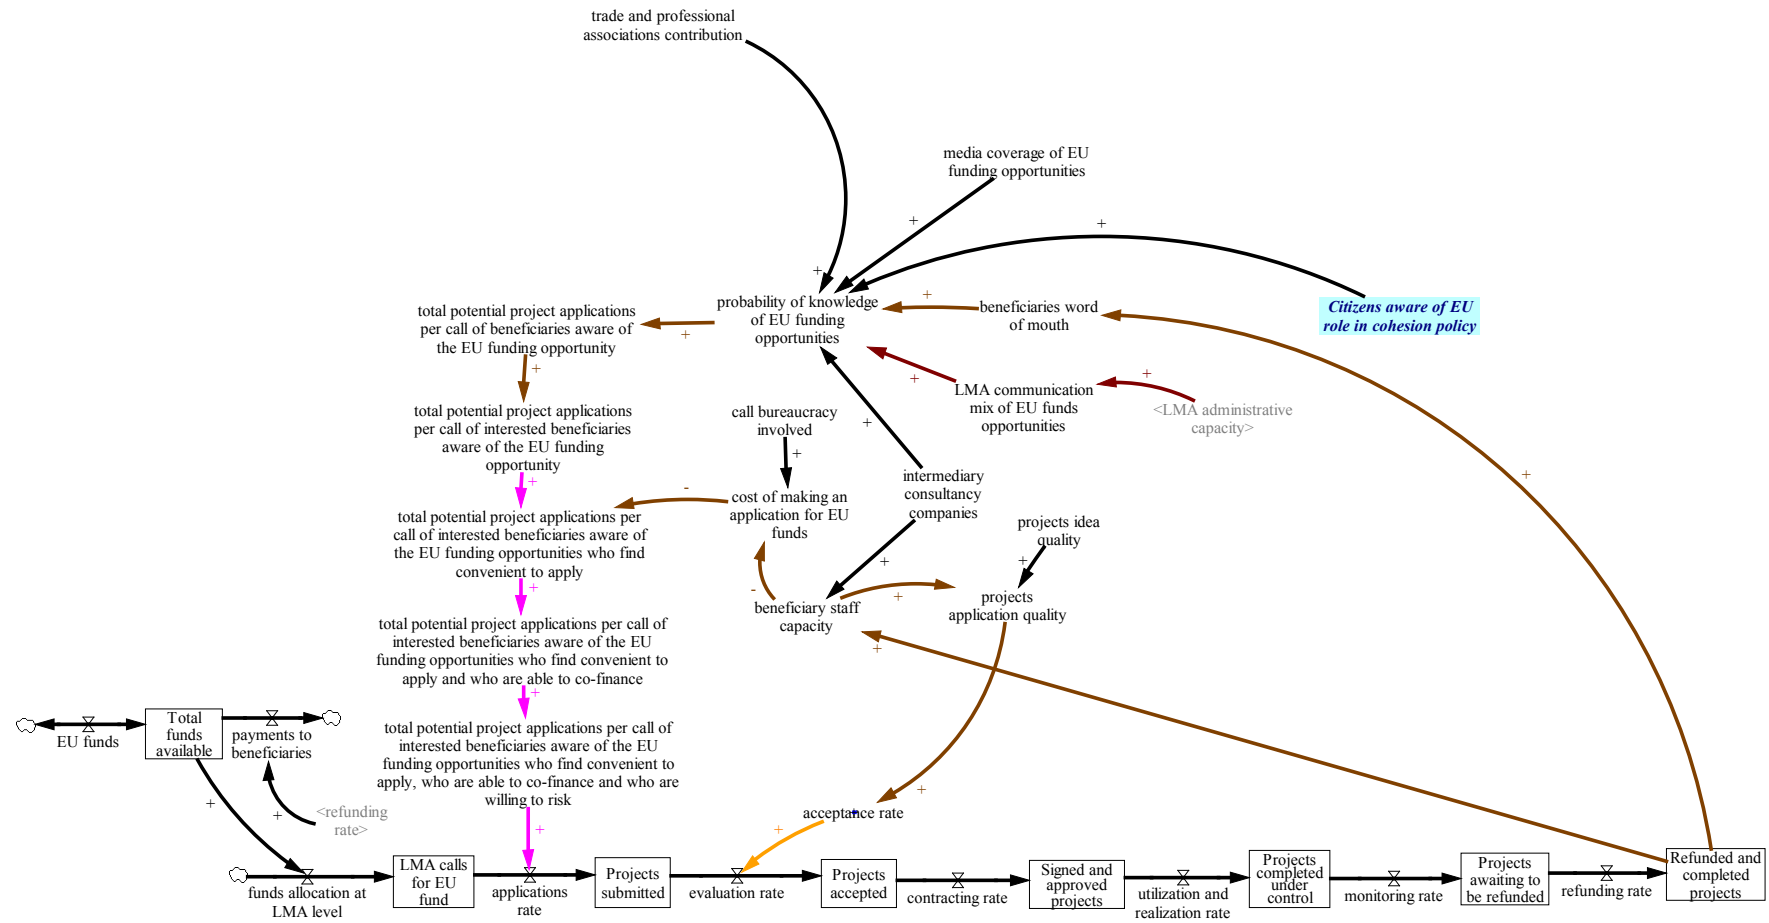 trade and professional
associations contribution
media coverage of EU
funding opportunities
+
+
+
Citizens aware of EU
role in cohesion policy
probability of knowledge
of EU funding
opportunities
+
beneficiaries word
of mouth
total potential project applications
per call of beneficiaries aware of
the EU funding opportunity
+
+
+
LMA communication
mix of EU funds
opportunities
+
<LMA administrative
capacity>
total potential project applications
per call of interested beneficiaries
aware of the EU funding
opportunity
call bureaucracy
involved
+
+
+
+
-
cost of making an
application for EU
funds
intermediary
consultancy
companies
projects idea
quality
+
total potential project applications per
call of interested beneficiaries aware of
the EU funding opportunities who find
convenient to apply
+
-
+
+
beneficiary staff
capacity
projects
application quality
+
total potential project applications per call of
interested beneficiaries aware of the EU
funding opportunities who find convenient to
apply and who are able to co-finance
+
+
total potential project applications per call of
interested beneficiaries aware of the EU
funding opportunities who find convenient to
apply, who are able to co-finance and who are
willing to risk
+
EU funds
Total
funds
available
payments to
beneficiaries
+
+
<refunding
rate>
acceptance rate
+
+
funds allocation at
LMA level
LMA calls
for EU
fund
applications
rate
Projects
submitted
evaluation rate
Projects
accepted
contracting rate
Signed and
approved
projects
utilization and
realization rate
Projects
completed
under
control
monitoring rate
Projects
awaiting to
be refunded
refunding rate
Refunded and
completed
projects